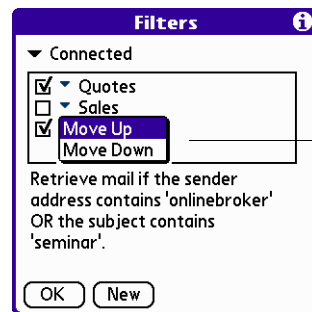 Filters
Connected
Quotes
Sales
Move Up
Move Down
Retrieve mail if the sender
address contains 'onlinebroker'
OR the subject contains
'seminar'.
OK New